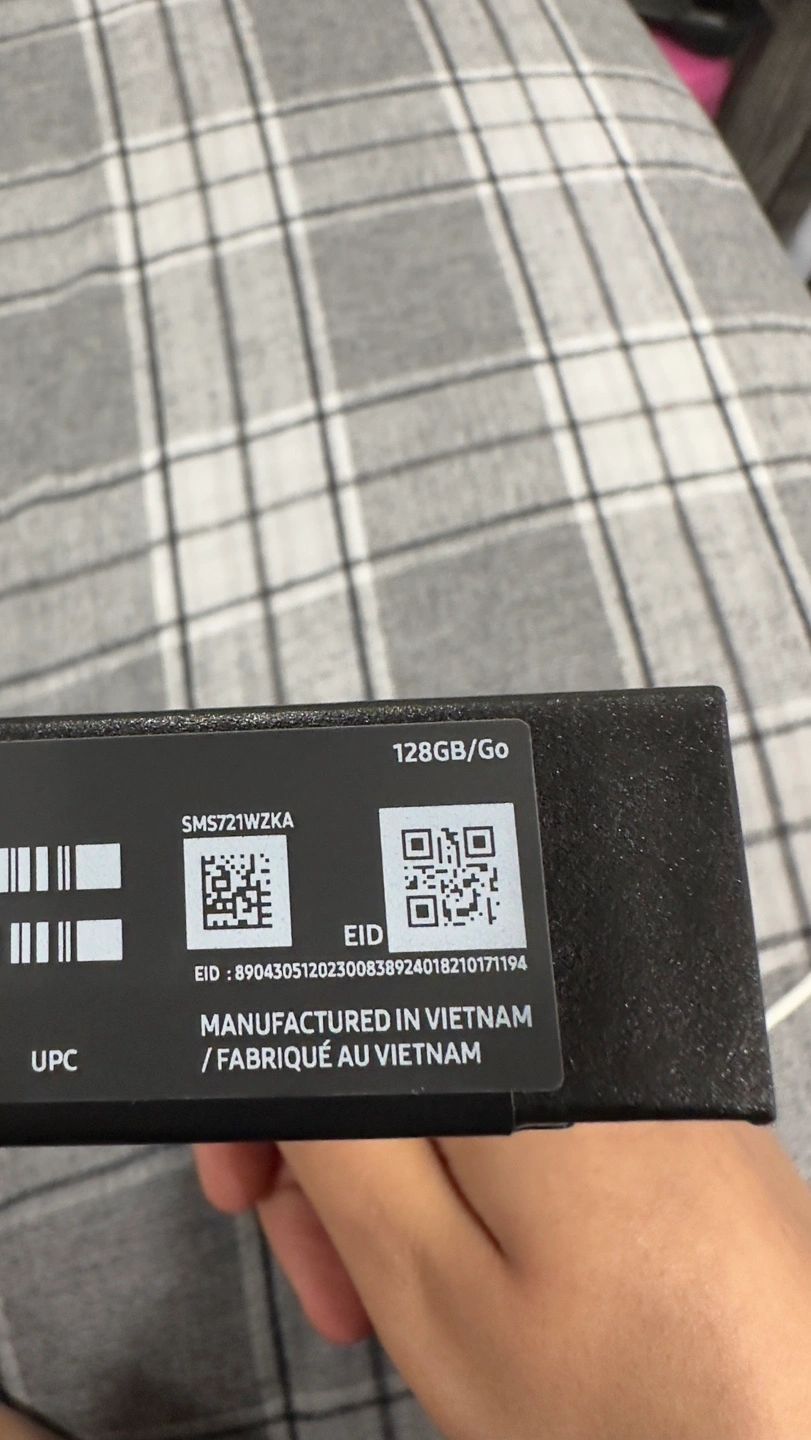 128GB/Go
SMS721WZKA
EID
EID : 89043051202300838924018210171194
MANUFACTURED IN VIETNAM
/ FABRIQUÉ AU VIETNAM
UPC